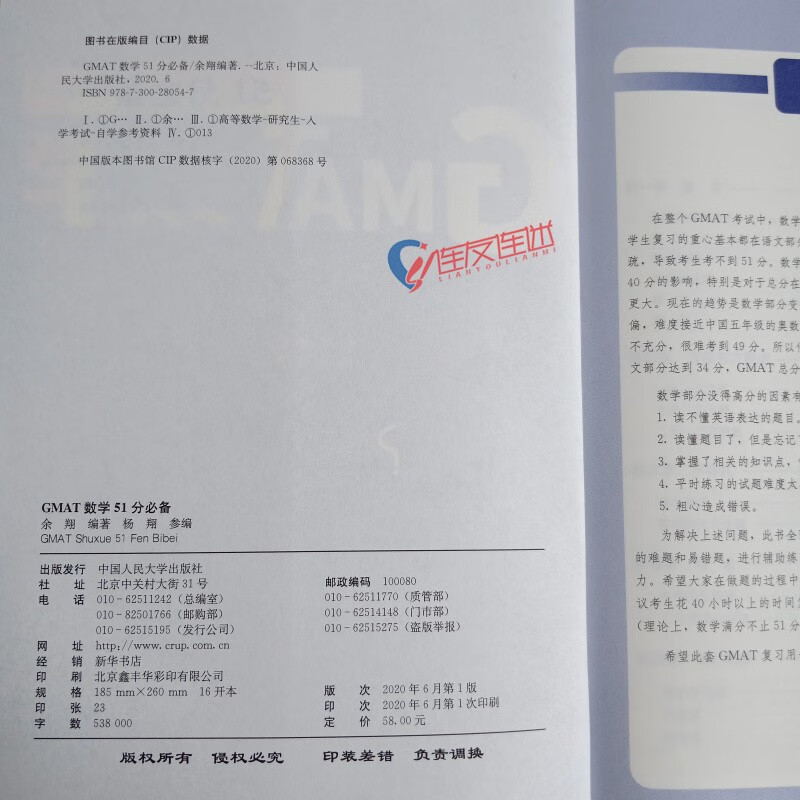 图书在版编目（CIP）数据
GMAT 数学 51 分必备/余翔编著. —北京：中国人
民大学出版社，2020. 6
ISBN 978-7-300-28054-7
Ⅰ. ①G… Ⅱ. ①余… Ⅲ. ①高等数学-研究生-入
学考试-自学参考资料 Ⅳ. ①O13
中国版本图书馆 CIP 数据核字（2020）第 068368 号
连友连迷
LIANYOULIANMI
GMAT 数学 51 分必备
余 翔 编著 杨 翔 参编
GMAT Shuxue 51 Fen Bibei
出版发行 中国人民大学出版社
社 址 北京中关村大街 31 号 邮政编码 100080
电 话 010－62511242（总编室） 010－62511770（质管部）
010－82501766（邮购部） 010－62514148（门市部）
010－62515195（发行公司） 010－62515275（盗版举报）
网 址 http://www.crup.com.cn
经 销 新华书店
印 刷 北京鑫丰华彩印有限公司
规 格 185 mm×260 mm 16 开本 版 次 2020 年 6 月第 1 版
印 张 23 印 次 2020 年 6 月第 1 次印刷
字 数 538 000 定 价 58.00 元
版权所有 侵权必究 印装差错 负责调换
在整个 GMAT 考试中，数学
学生复习的重心基本都在语文部分
疏，导致考生考不到 51 分。数学
40 分的影响，特别是对于总分在
更大。现在的趋势是数学部分变
偏，难度接近中国五年级的奥数
不充分，很难考到 49 分。所以
文部分达到 34 分，GMAT 总分
数学部分没得高分的因素有
1. 读不懂英语表达的题目。
2. 读懂题目了，但是忘记了
3. 掌握了相关的知识点，
4. 平时练习的试题难度太
5. 粗心造成错误。
为解决上述问题，此书全
的难题和易错题，进行辅助练
力。希望大家在做题的过程中
议考生花 40 小时以上的时间
（理论上，数学满分不止 51 分
希望此套 GMAT 复习用